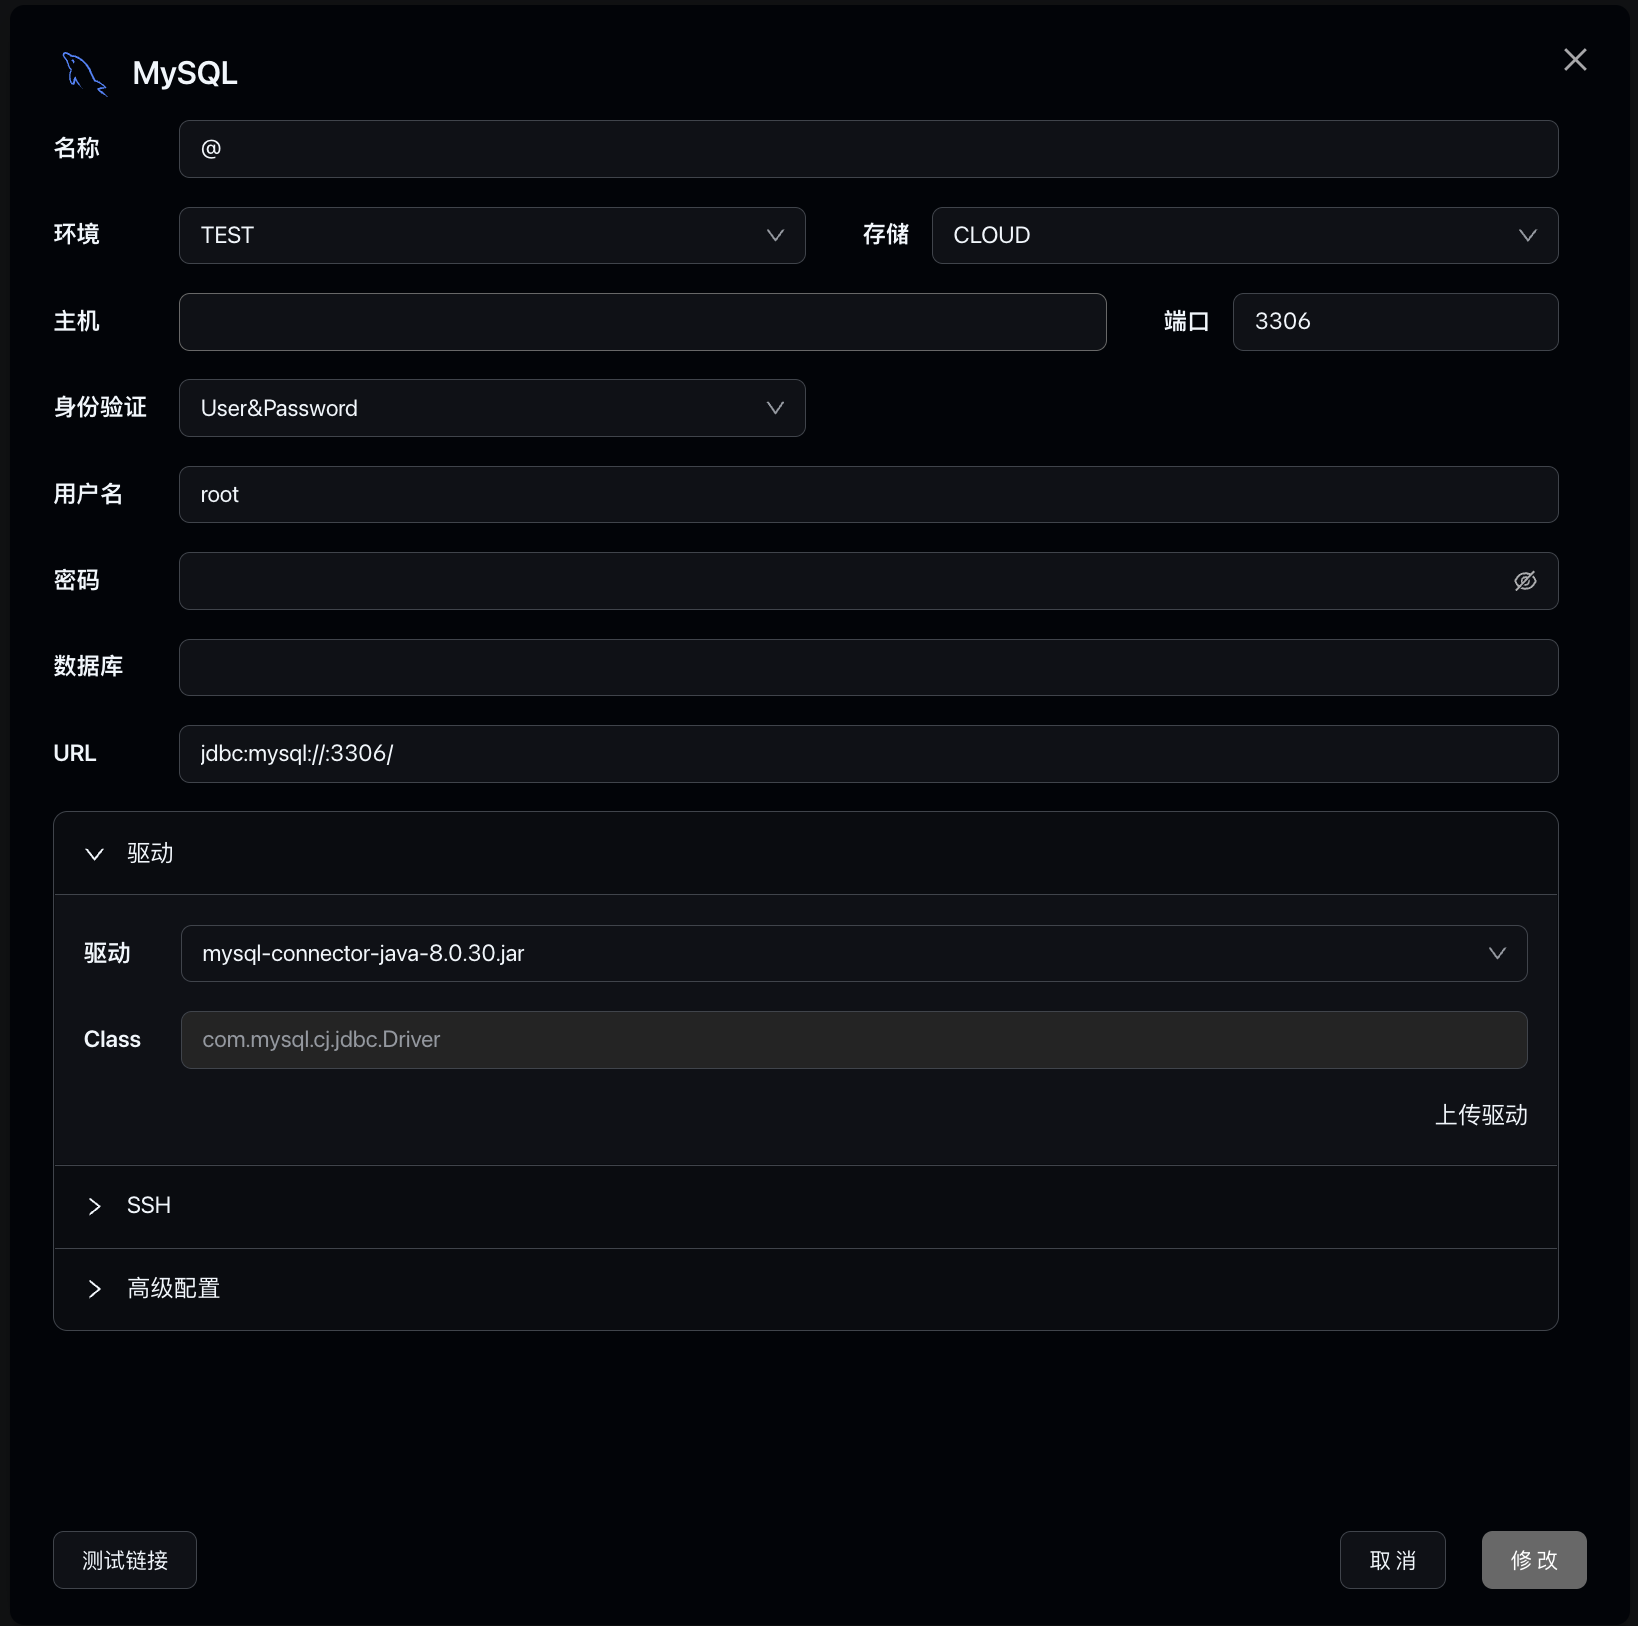 MySQL
名称 @
环境 TEST 存储 CLOUD
主机 端口 3306
身份验证 User&Password
用户名 root
密码
数据库
URL jdbc:mysql://:3306/
驱动
驱动 mysql-connector-java-8.0.30.jar
Class com.mysql.cj.jdbc.Driver
上传驱动
SSH
高级配置
测试链接 取消 修改